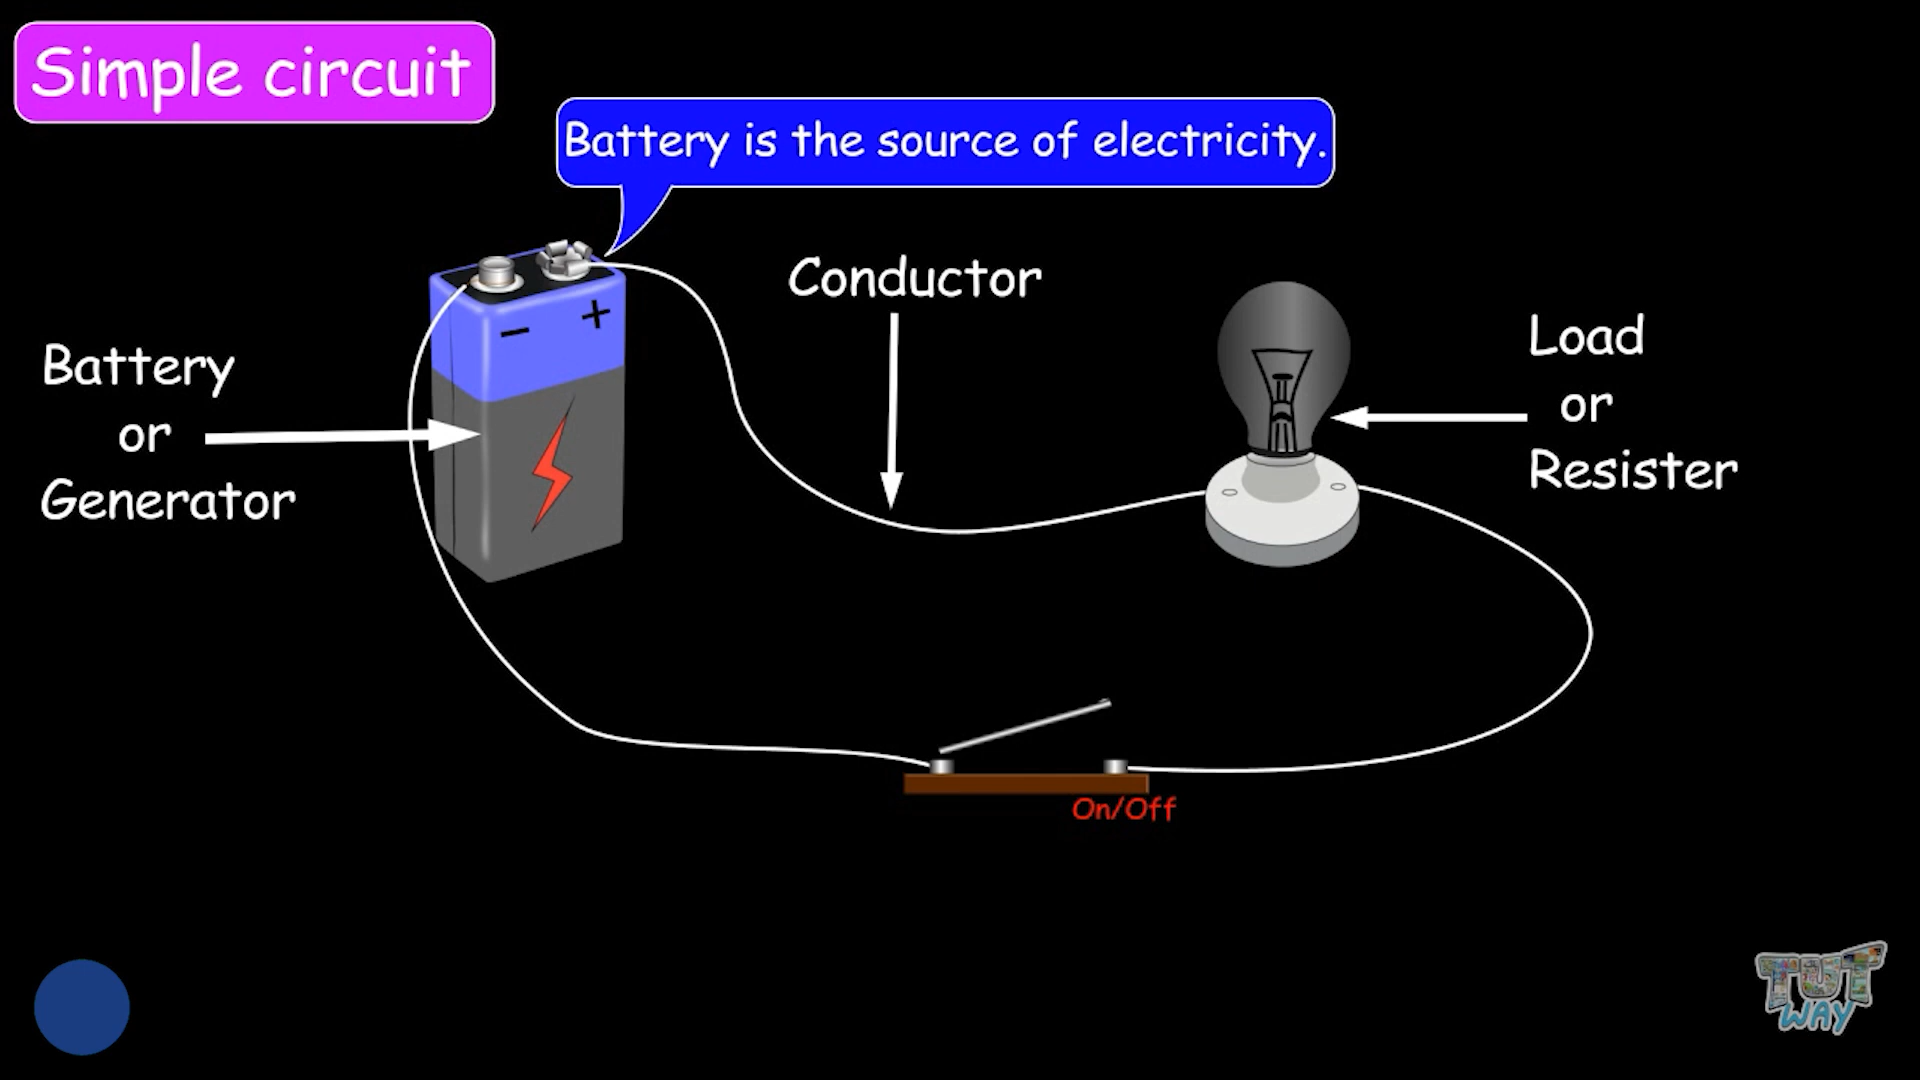 Simple circuit
Battery is the source of electricity.
Conductor
Battery
or
Generator
− +
Load
or
Resister
On/Off
TUT
WAY